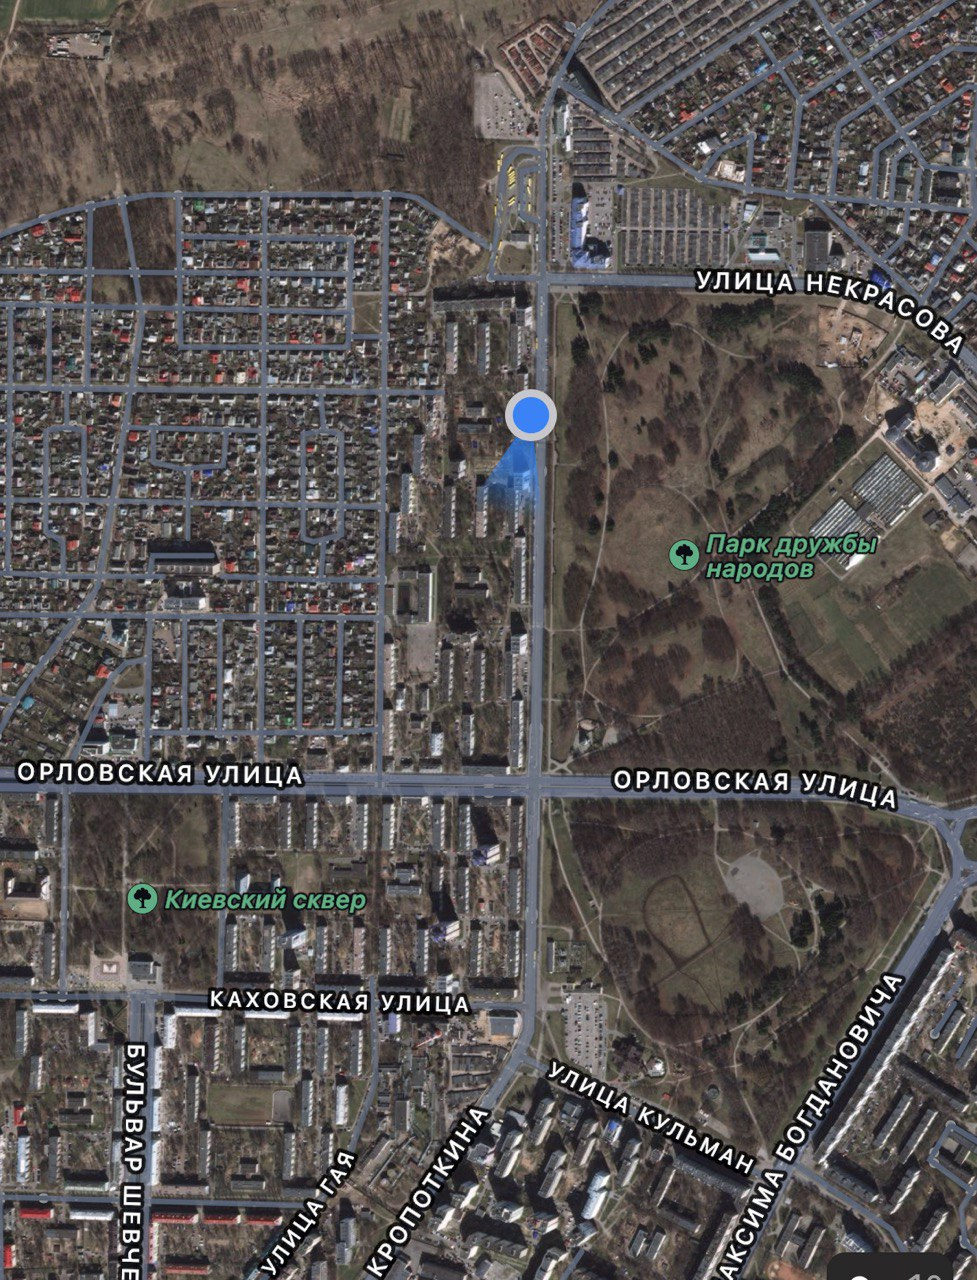 УЛИЦА НЕКРАСОВА
Парк дружбы
народов
ОРЛОВСКАЯ УЛИЦА
ОРЛОВСКАЯ УЛИЦА
Киевский сквер
КАХОВСКАЯ УЛИЦА
БУЛЬВАР ШЕВЧЕ
УЛИЦА ГАЯ
КРОПОТКИНА
УЛИЦА КУЛЬМАН
АКСИМА БОГДАНОВИЧА